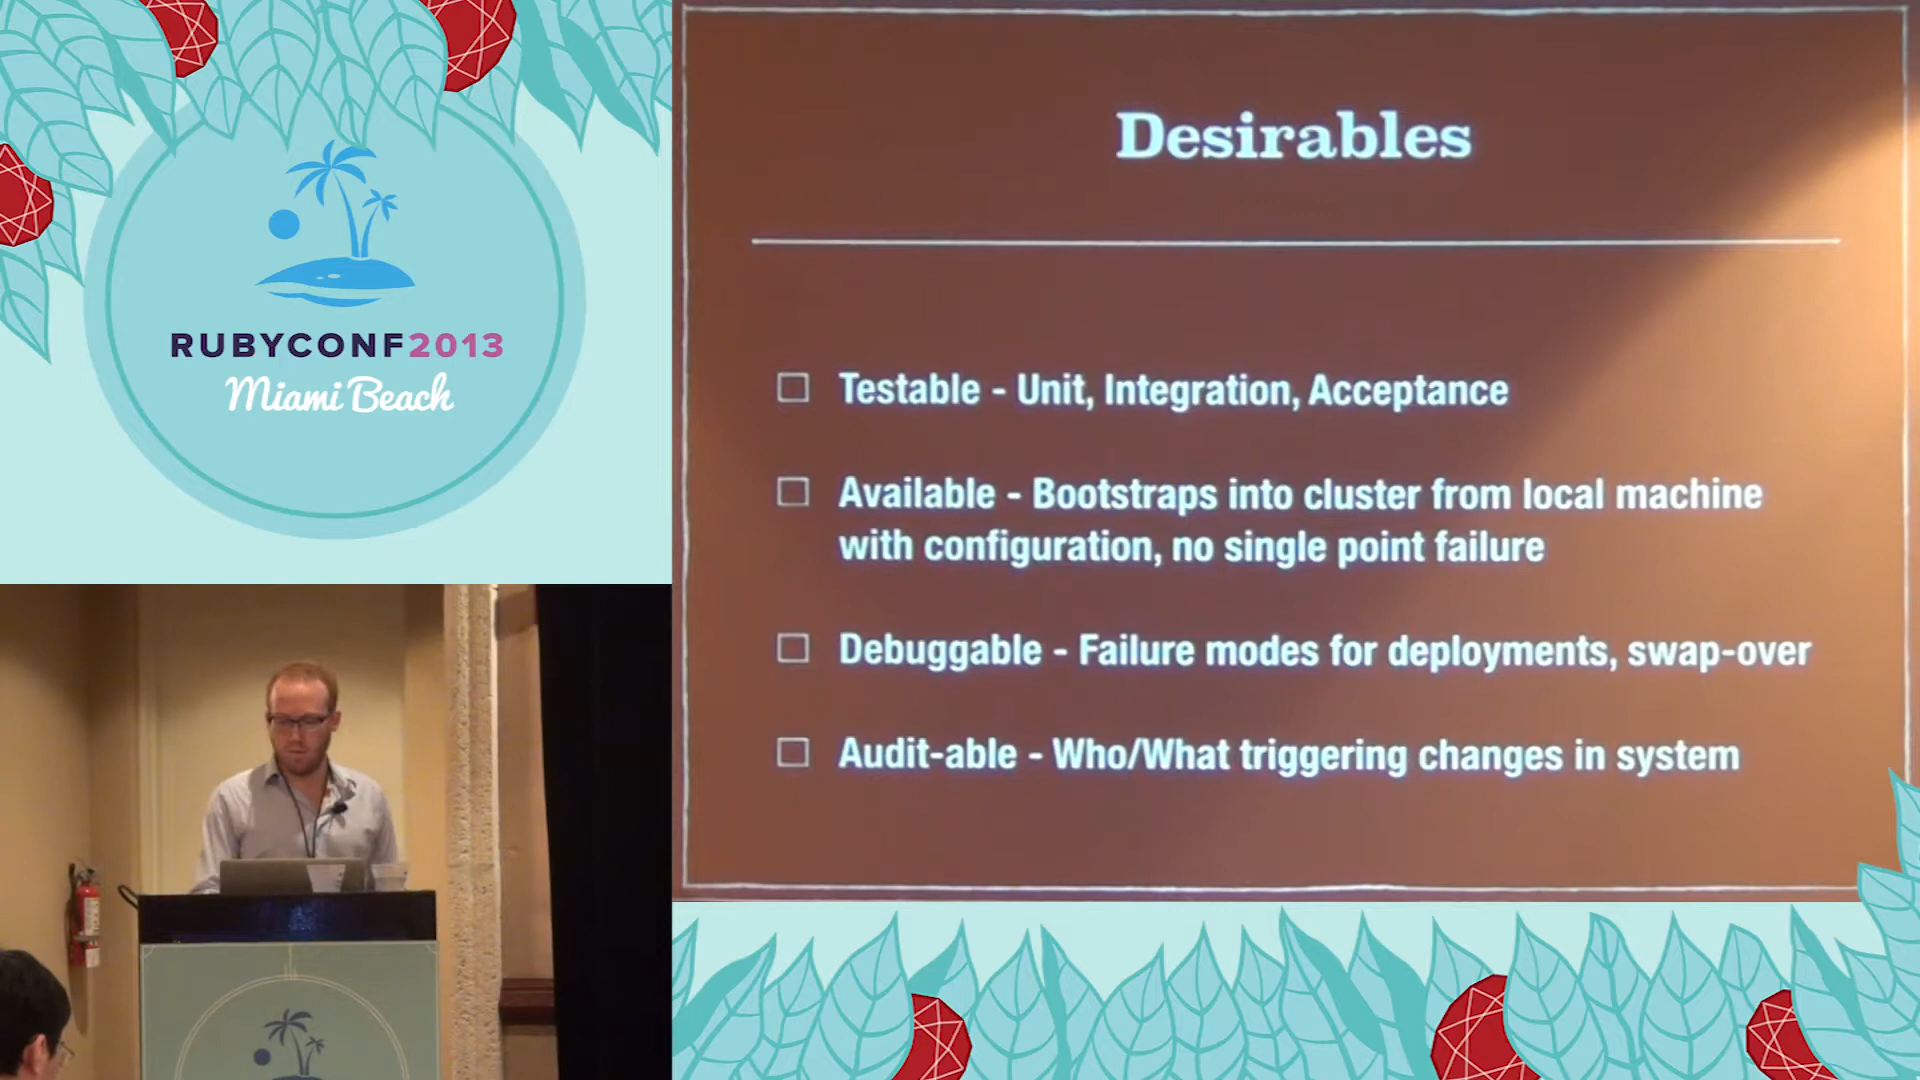 RUBYCONF2013
Miami Beach
Desirables
Testable - Unit, Integration, Acceptance
Available - Bootstraps into cluster from local machine
with configuration, no single point failure
Debuggable - Failure modes for deployments, swap-over
Audit-able - Who/What triggering changes in system